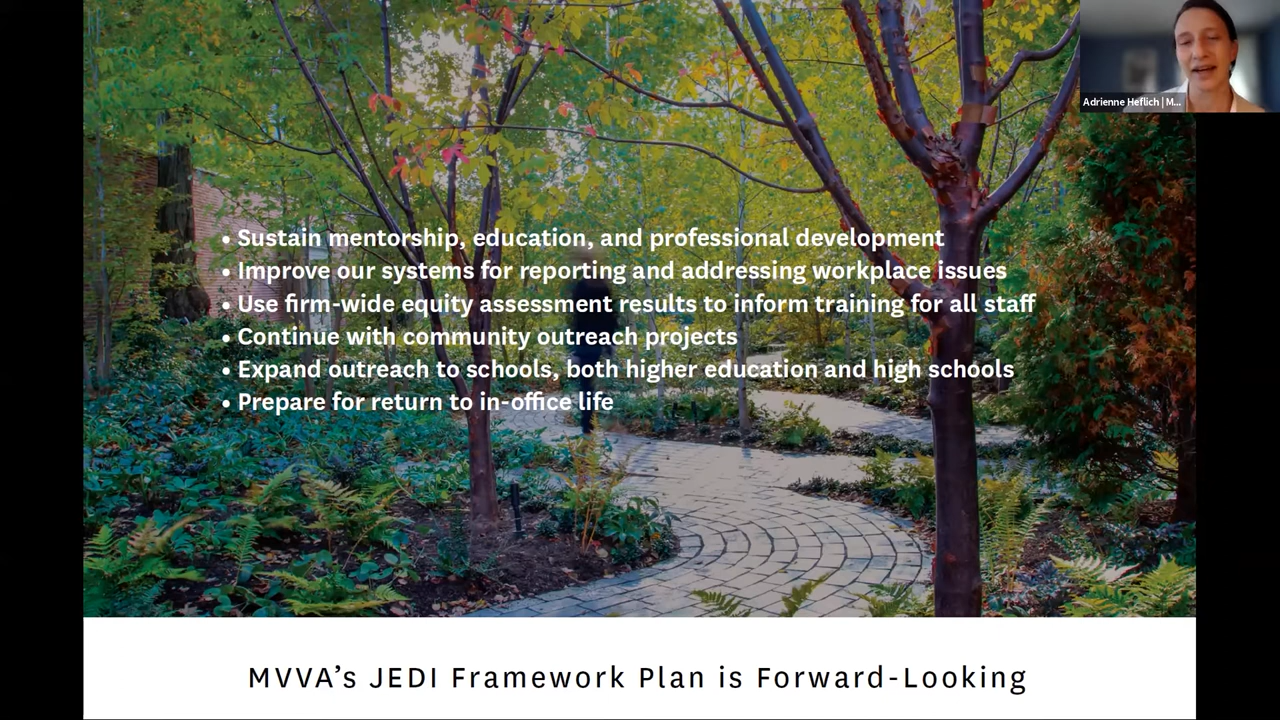 Adrienne Heflich | M...
• Sustain mentorship, education, and professional development
• Improve our systems for reporting and addressing workplace issues
• Use firm-wide equity assessment results to inform training for all staff
• Continue with community outreach projects
• Expand outreach to schools, both higher education and high schools
• Prepare for return to in-office life
MVVA’s JEDI Framework Plan is Forward-Looking